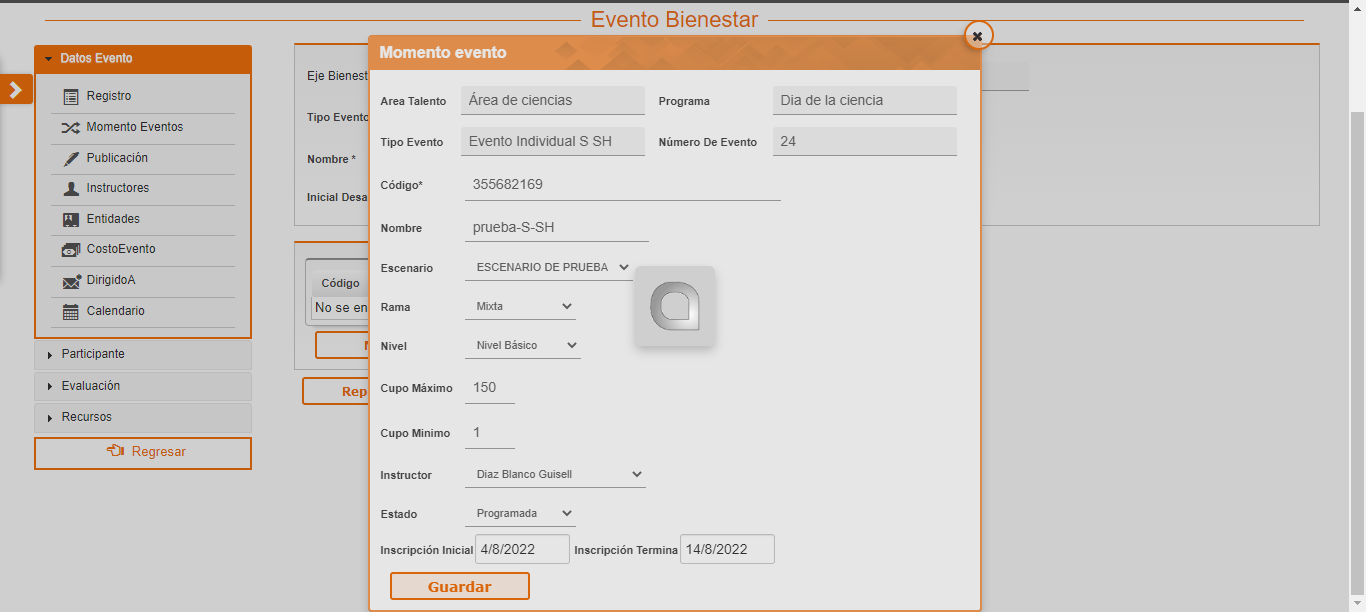 Evento Bienestar
Datos Evento
Registro
Momento Eventos
Publicación
Instructores
Entidades
CostoEvento
DirigidoA
Calendario
Participante
Evaluación
Recursos
Regresar
Eje Bienest
Tipo Evento
Nombre *
Inicial Desa
Código
No se en
Rep
Momento evento
Area Talento Área de ciencias Programa Dia de la ciencia
Tipo Evento Evento Individual S SH Número De Evento 24
Código* 355682169
Nombre prueba-S-SH
Escenario ESCENARIO DE PRUEBA
Rama Mixta
Nivel Nivel Básico
Cupo Máximo 150
Cupo Minimo 1
Instructor Diaz Blanco Guisell
Estado Programada
Inscripción Inicial 4/8/2022 Inscripción Termina 14/8/2022
Guardar